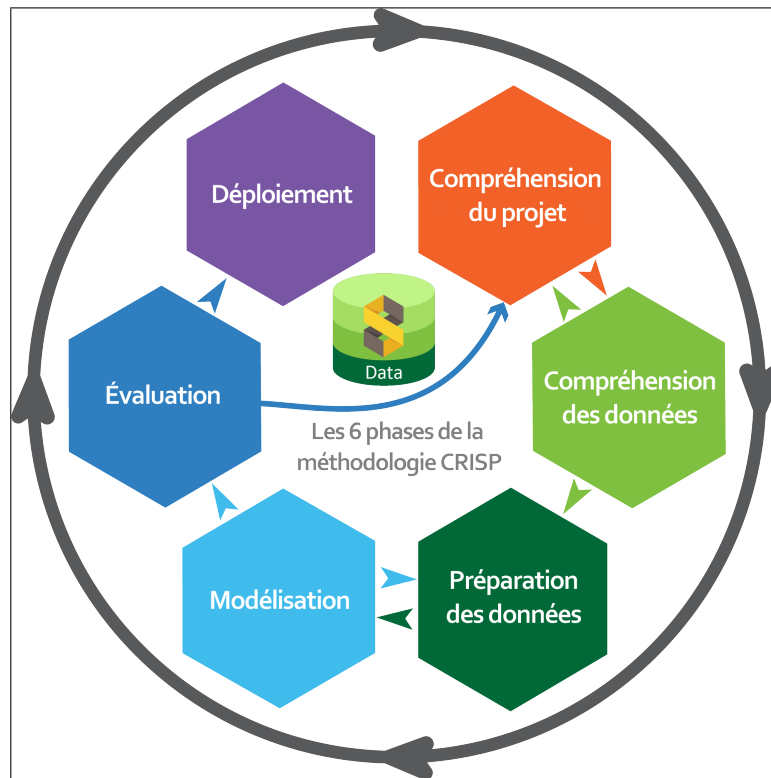 Déploiement
Compréhension
du projet
Data
Évaluation
Compréhension
des données
Les 6 phases de la
méthodologie CRISP
Modélisation
Préparation
des données